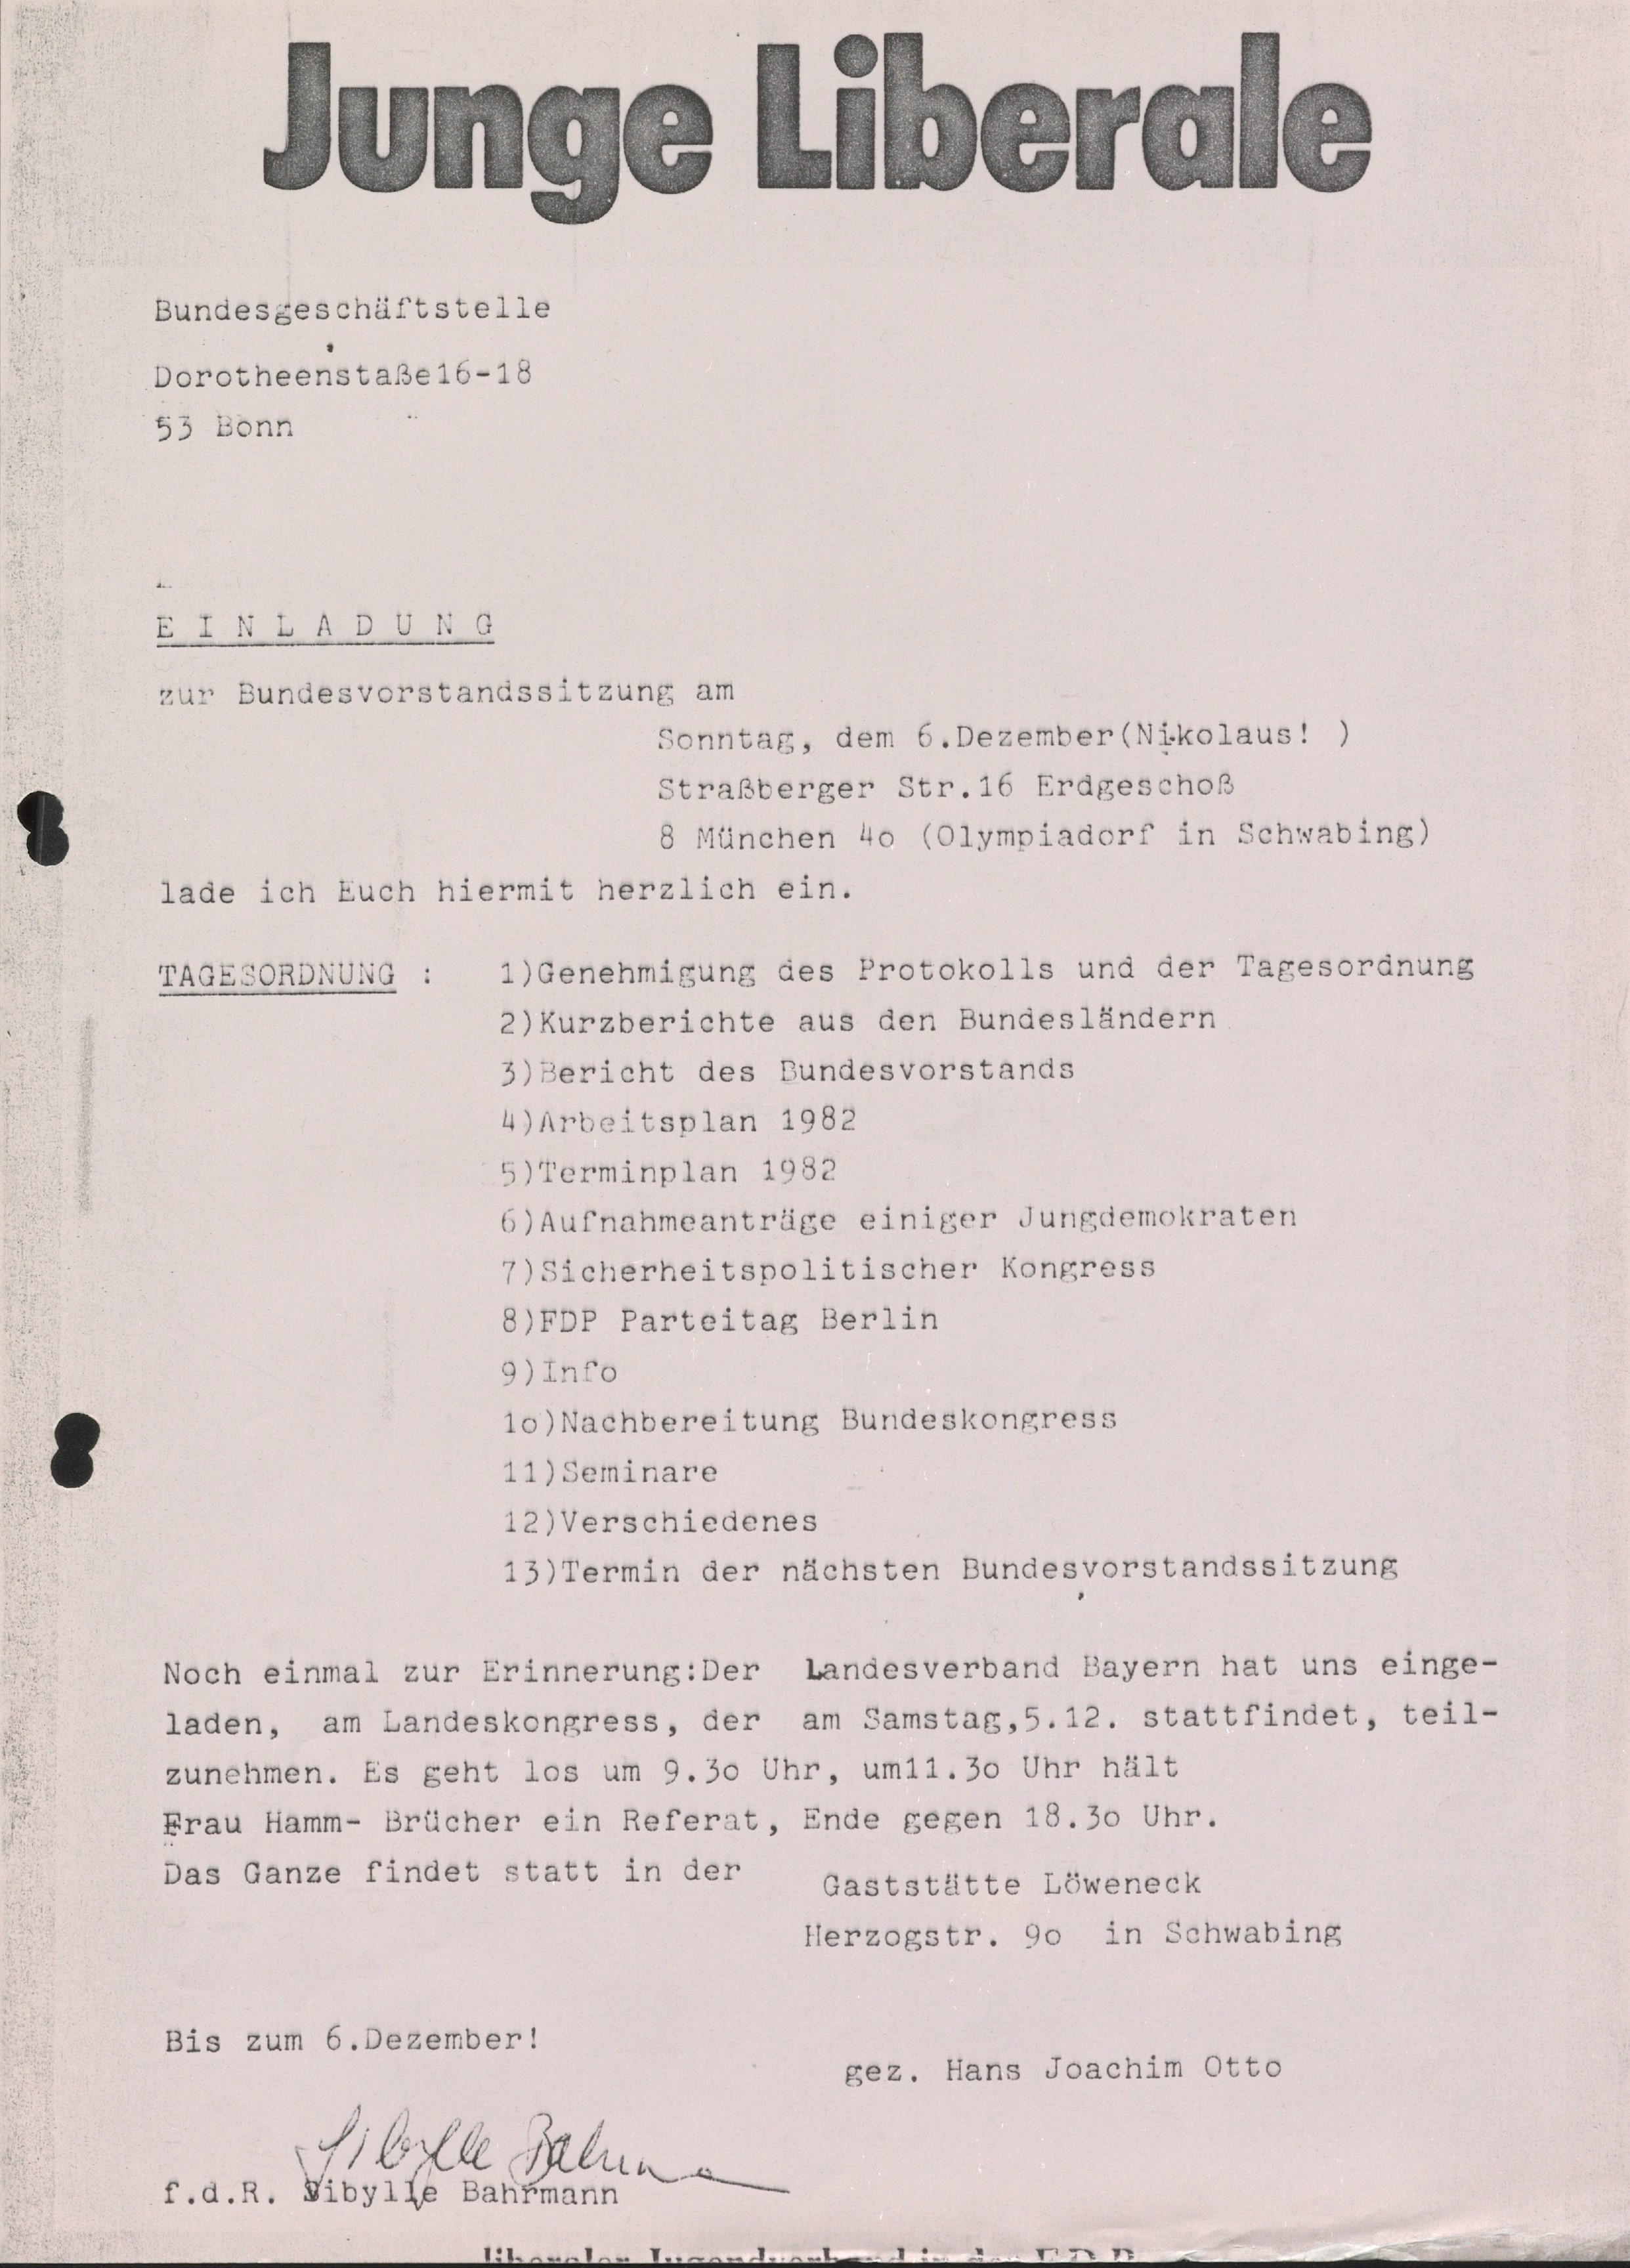 Junge Liberale
Bundesgeschäftstelle
Dorotheenstaße16-18
53 Bonn
EINLADUNG
zur Bundesvorstandssitzung am
Sonntag, dem 6.Dezember(Nikolaus! )
Straßberger Str.16 Erdgeschoß
8 München 4o (Olympiadorf in Schwabing)
lade ich Euch hiermit herzlich ein.
TAGESORDNUNG : 1)Genehmigung des Protokolls und der Tagesordnung
2)Kurzberichte aus den Bundesländern
3)Bericht des Bundesvorstands
4)Arbeitsplan 1982
5)Terminplan 1982
6)Aufnahmeanträge einiger Jungdemokraten
7)Sicherheitspolitischer Kongress
8)FDP Parteitag Berlin
9)Info
1o)Nachbereitung Bundeskongress
11)Seminare
12)Verschiedenes
13)Termin der nächsten Bundesvorstandssitzung
Noch einmal zur Erinnerung:Der Landesverband Bayern hat uns einge-
laden, am Landeskongress, der am Samstag,5.12. stattfindet, teil-
zunehmen. Es geht los um 9.3o Uhr, um11.3o Uhr hält
Frau Hamm- Brücher ein Referat, Ende gegen 18.3o Uhr.
Das Ganze findet statt in der Gaststätte Löweneck
Herzogstr. 9o in Schwabing
Bis zum 6.Dezember!
gez. Hans Joachim Otto
Sibylle Bahrmann
f.d.R. Sibylle Bahrmann
liberaler Jugendverband in der F.D.P.